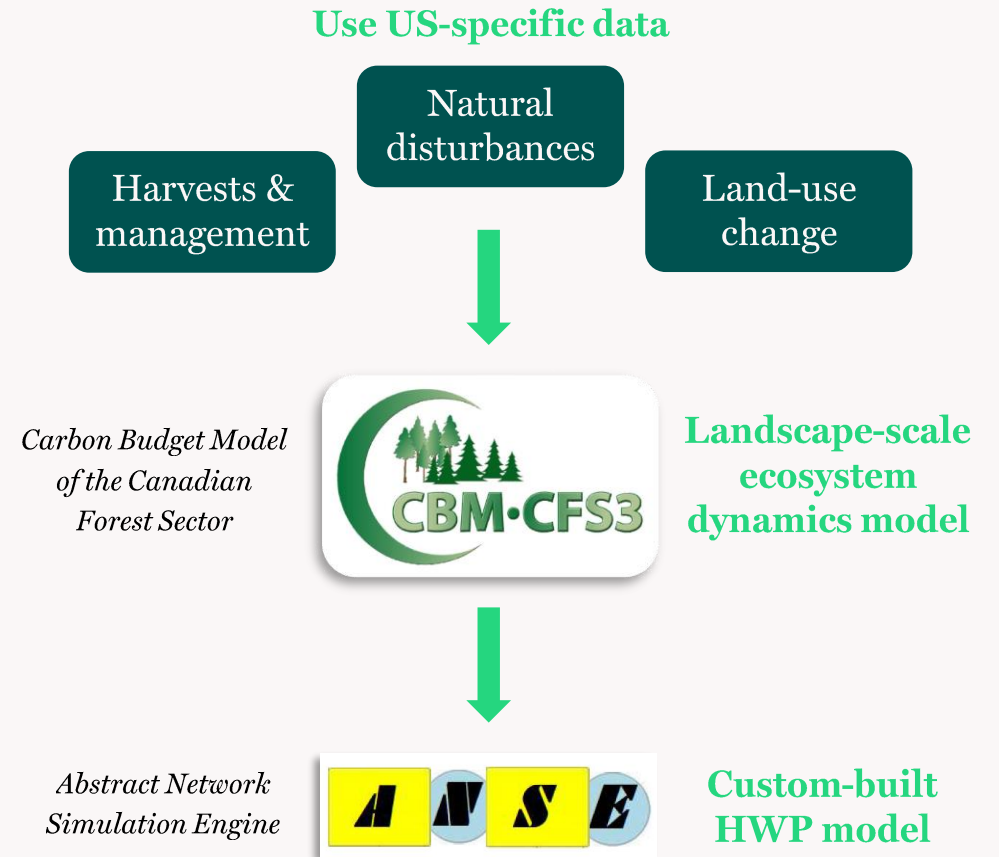 Use US-specific data
Natural
disturbances
Harvests &
management
Land-use
change
Carbon Budget Model
of the Canadian
Forest Sector
CBM•CFS3
Landscape-scale
ecosystem
dynamics model
Abstract Network
Simulation Engine
ANSE
Custom-built
HWP model